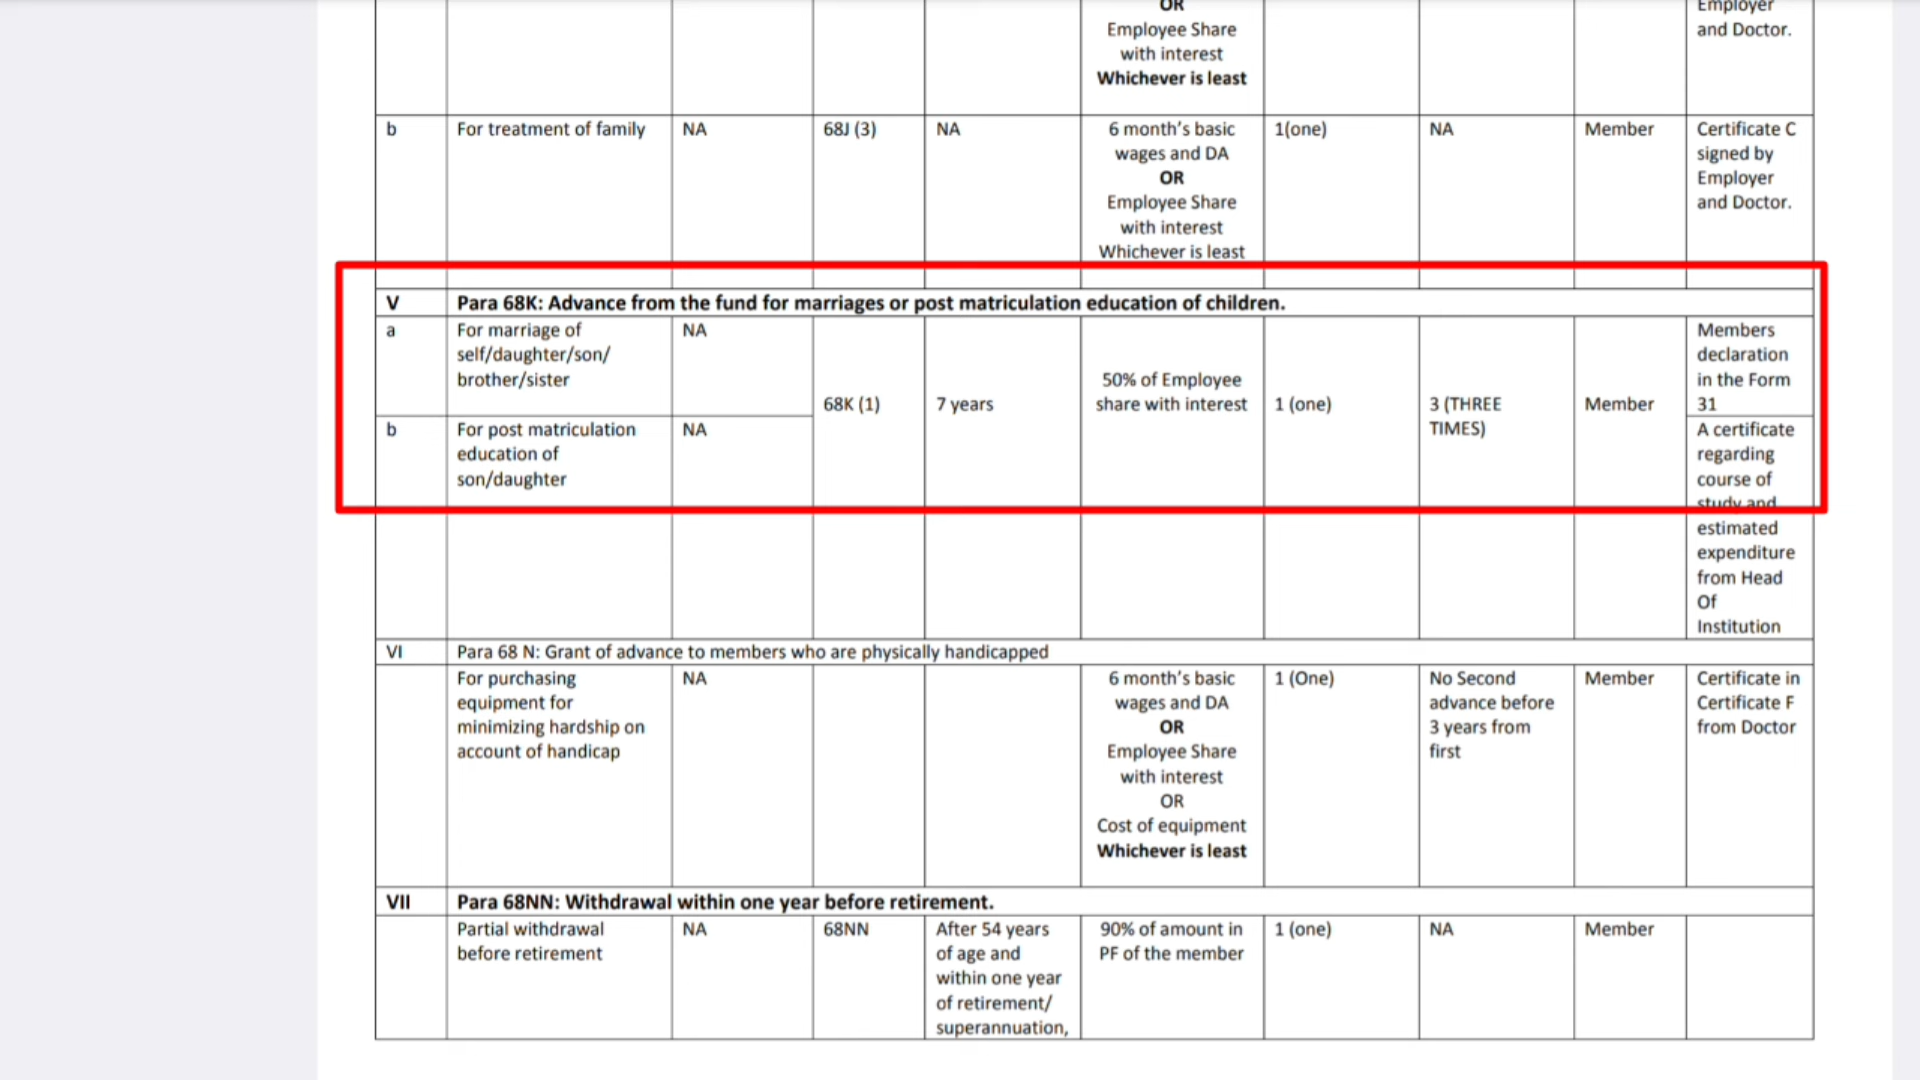 OR
Employee Share
with interest
Whichever is least
Employer
and Doctor.
b
For treatment of family
NA
68J (3)
NA
6 month's basic
wages and DA
OR
Employee Share
with interest
Whichever is least
1(one)
NA
Member
Certificate C
signed by
Employer
and Doctor.
V
Para 68K: Advance from the fund for marriages or post matriculation education of children.
a
For marriage of
self/daughter/son/
brother/sister
NA
68K (1)
7 years
50% of Employee
share with interest
1 (one)
3 (THREE
TIMES)
Member
Members
declaration
in the Form
31
b
For post matriculation
education of
son/daughter
NA
A certificate
regarding
course of
study and
estimated
expenditure
from Head
Of
Institution
VI
Para 68 N: Grant of advance to members who are physically handicapped
For purchasing
equipment for
minimizing hardship on
account of handicap
NA
6 month's basic
wages and DA
OR
Employee Share
with interest
OR
Cost of equipment
Whichever is least
1 (One)
No Second
advance before
3 years from
first
Member
Certificate in
Certificate F
from Doctor
VII
Para 68NN: Withdrawal within one year before retirement.
Partial withdrawal
before retirement
NA
68NN
After 54 years
of age and
within one year
of retirement/
superannuation,
90% of amount in
PF of the member
1 (one)
NA
Member